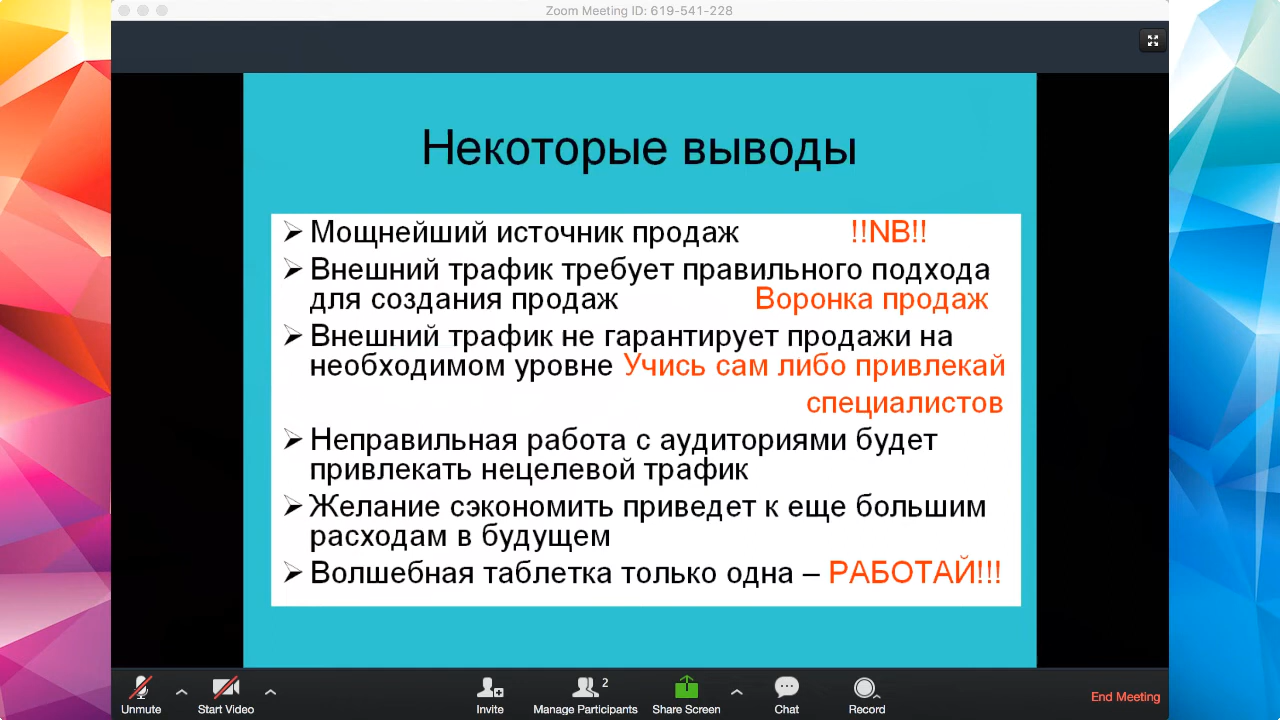 Zoom Meeting ID: 619-541-228
Некоторые выводы
Мощнейший источник продаж !!NB!!
Внешний трафик требует правильного подхода
для создания продаж Воронка продаж
Внешний трафик не гарантирует продажи на
необходимом уровне Учись сам либо привлекай
специалистов
Неправильная работа с аудиториями будет
привлекать нецелевой трафик
Желание сэкономить приведет к еще большим
расходам в будущем
Волшебная таблетка только одна – РАБОТАЙ!!!
2
Unmute Start Video Invite Manage Participants Share Screen Chat Record End Meeting